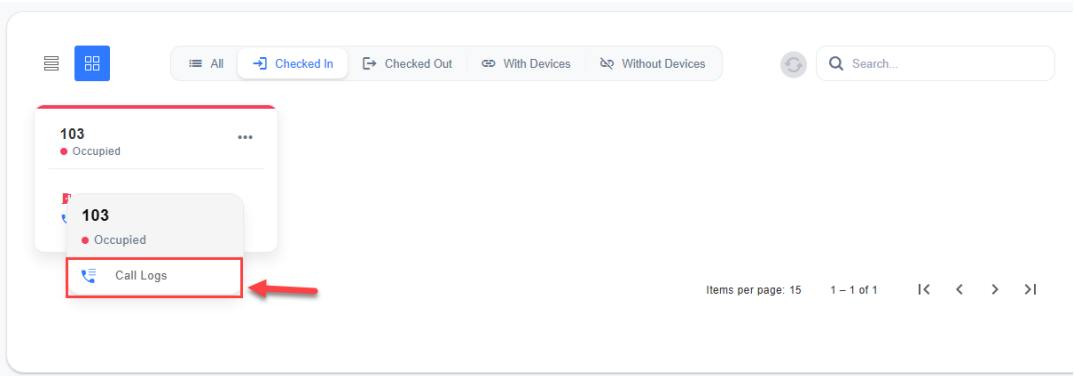 All
Checked In
Checked Out
With Devices
Without Devices
Search...
103
Occupied
103
Occupied
Call Logs
Items per page: 15
1 – 1 of 1